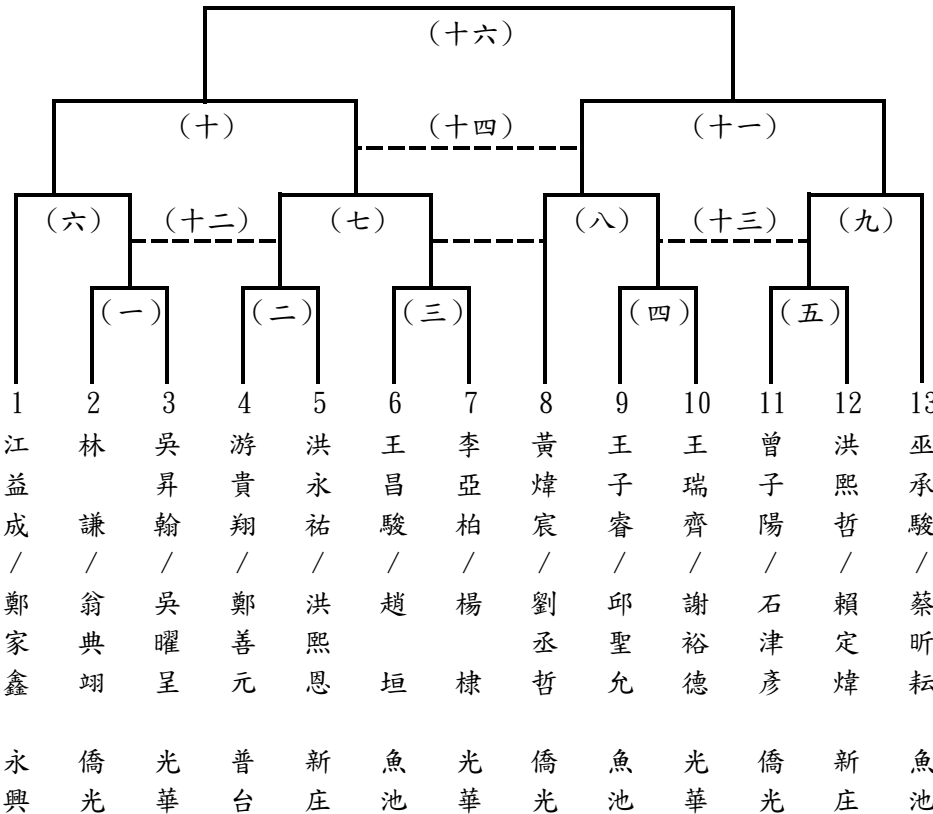 （十六）
（十） （十四） （十一）
（六） （十二） （七） （八） （十三） （九）
（一） （二） （三） （四） （五）
1 2 3 4 5 6 7 8 9 10 11 12 13
江益成/鄭家鑫 永興
林謙/翁典翊 僑光
吳昇翰/吳曜呈 光華
游貴翔/鄭善元 普台
洪永祐/洪熙恩 新庄
王昌駿/趙垣 魚池
李亞柏/楊棣 光華
黃煒宸/劉丞哲 僑光
王子睿/邱聖允 魚池
王瑞齊/謝裕德 光華
曾子陽/石津彥 僑光
洪熙哲/賴定煒 新庄
巫承駿/蔡昕耘 魚池